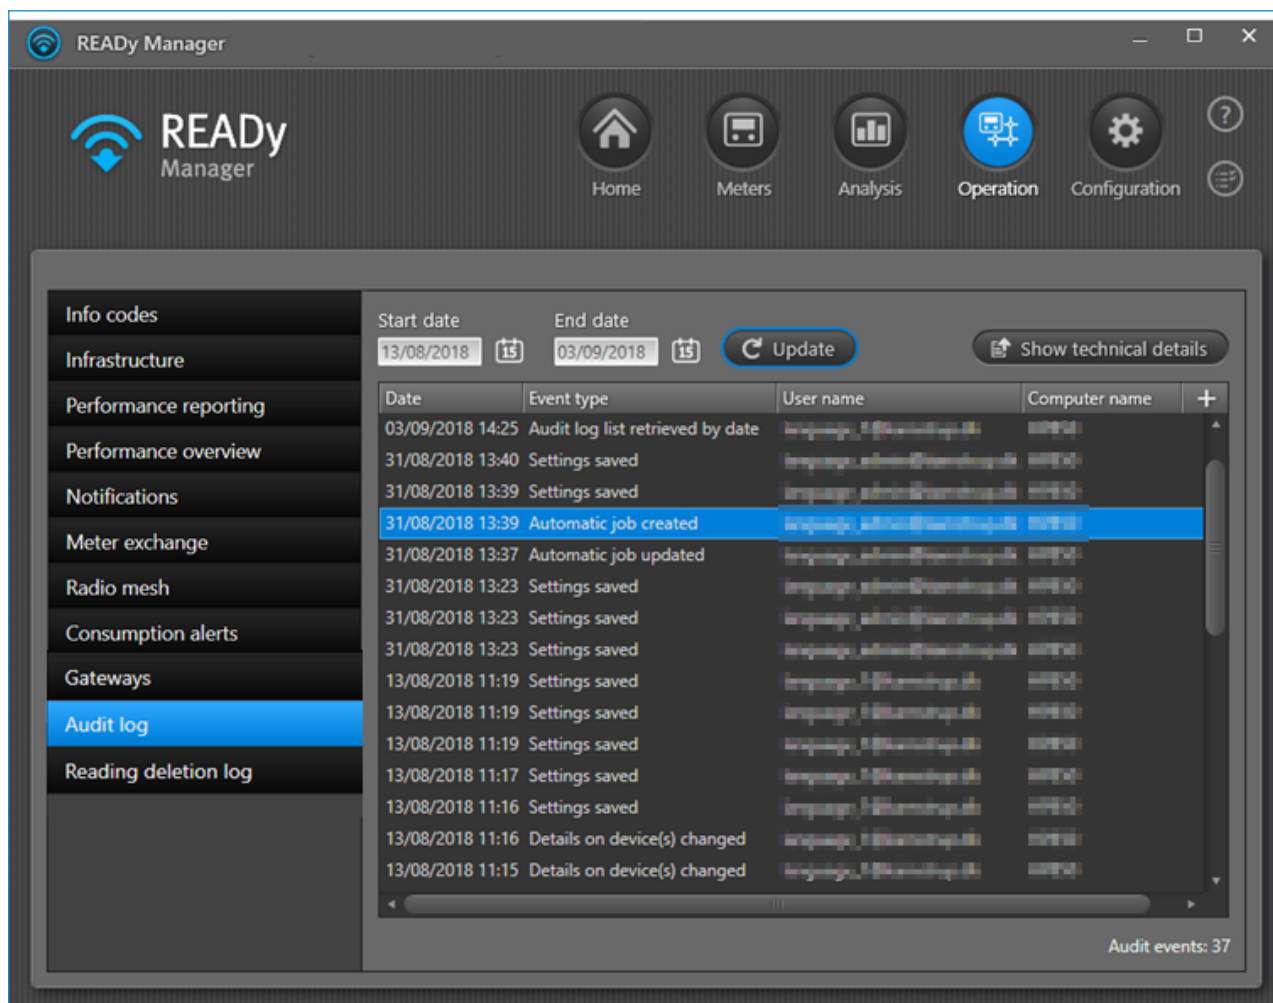 READy Manager
READy
Manager
Home Meters Analysis Operation Configuration
Info codes
Infrastructure
Performance reporting
Performance overview
Notifications
Meter exchange
Radio mesh
Consumption alerts
Gateways
Audit log
Reading deletion log
Start date End date
13/08/2018 15 03/09/2018 15 Update Show technical details
Date Event type User name Computer name
03/09/2018 14:25 Audit log list retrieved by date
31/08/2018 13:40 Settings saved
31/08/2018 13:39 Settings saved
31/08/2018 13:39 Automatic job created
31/08/2018 13:37 Automatic job updated
31/08/2018 13:23 Settings saved
31/08/2018 13:23 Settings saved
31/08/2018 13:23 Settings saved
13/08/2018 11:19 Settings saved
13/08/2018 11:19 Settings saved
13/08/2018 11:19 Settings saved
13/08/2018 11:17 Settings saved
13/08/2018 11:16 Settings saved
13/08/2018 11:16 Details on device(s) changed
13/08/2018 11:15 Details on device(s) changed
Audit events: 37